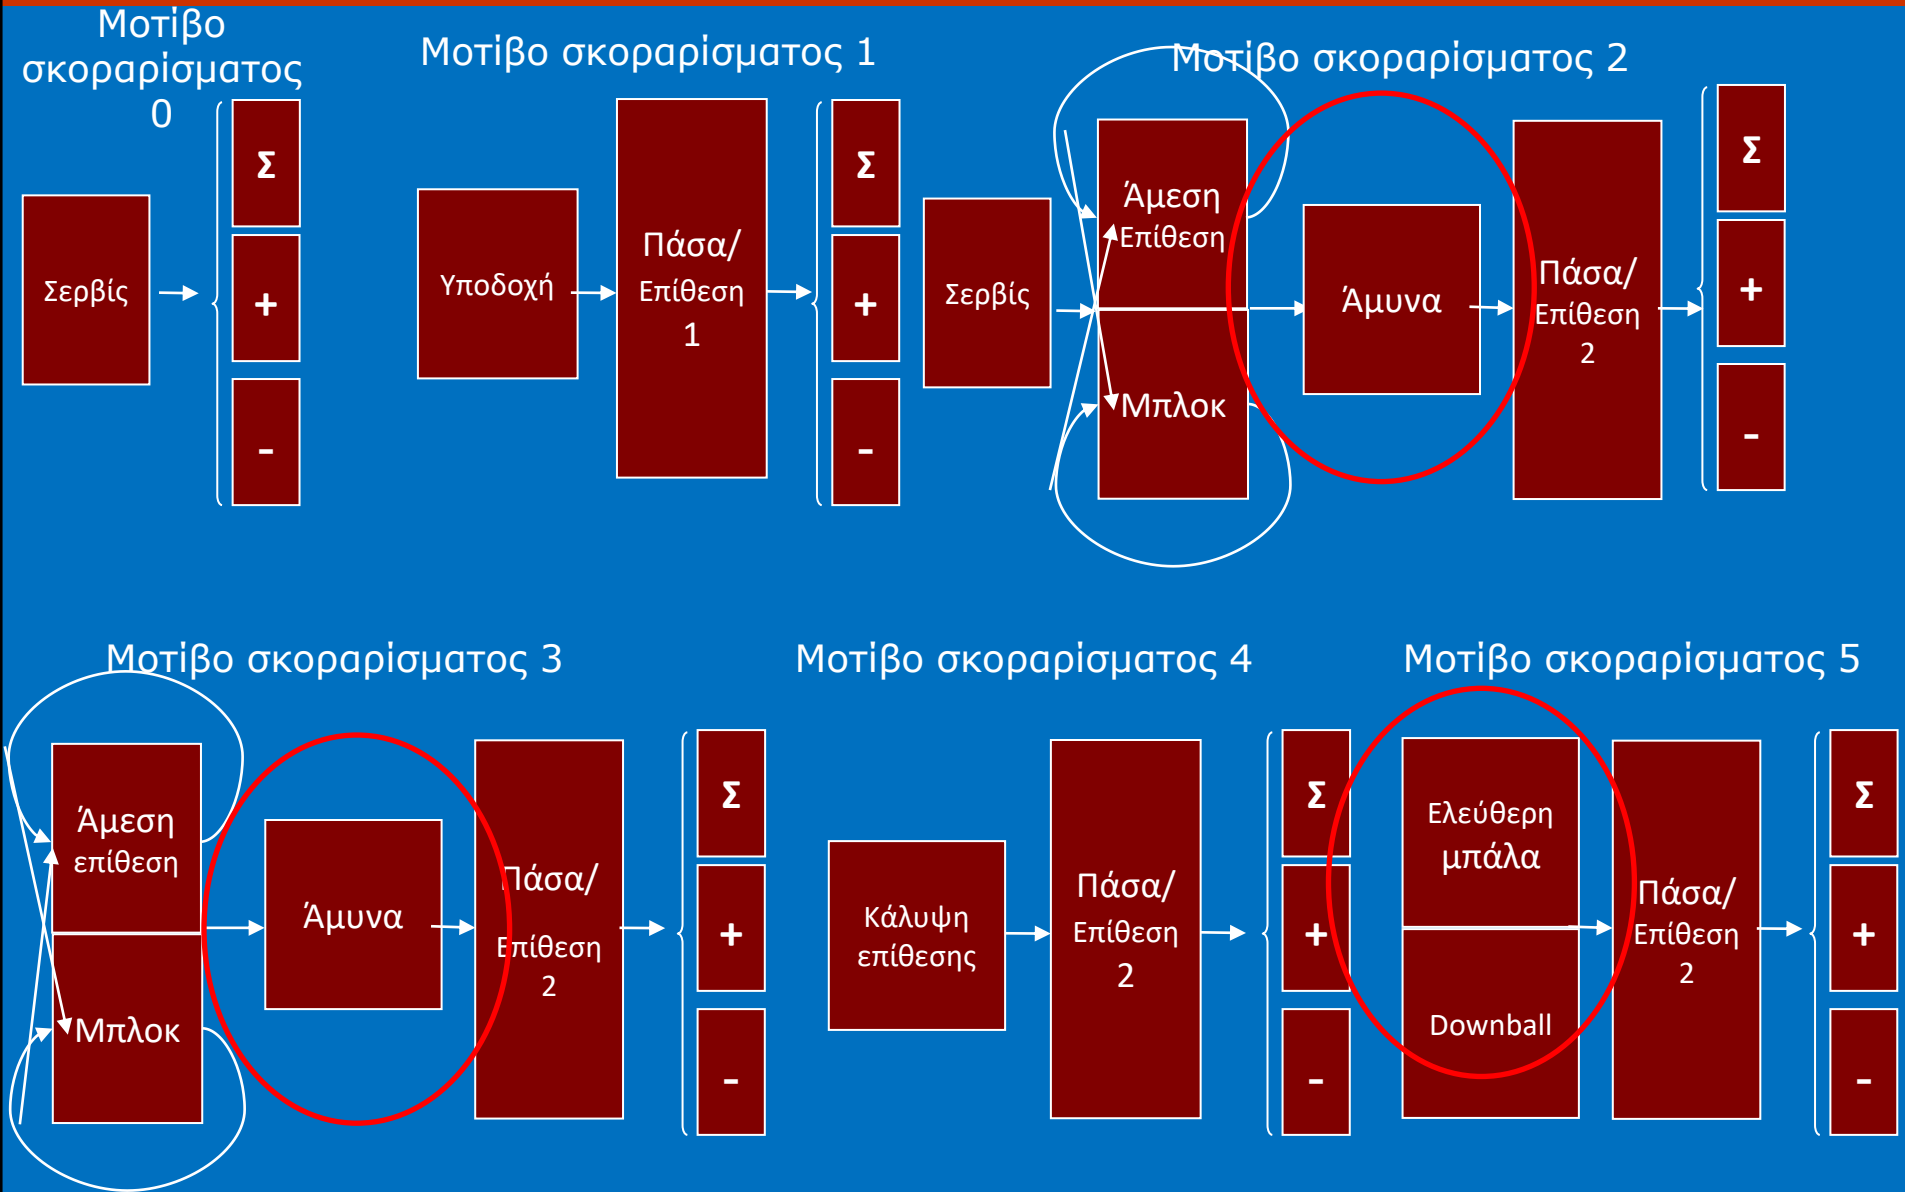 Μοτίβο
σκοραρίσματος
0
Σερβίς
Σ
+
-
Μοτίβο σκοραρίσματος 1
Υποδοχή
Πάσα/
Επίθεση
1
Σ
+
-
Μοτίβο σκοραρίσματος 2
Σερβίς
Άμεση
Επίθεση
Μπλοκ
Άμυνα
Πάσα/
Επίθεση
2
Σ
+
-
Μοτίβο σκοραρίσματος 3
Άμεση
επίθεση
Μπλοκ
Άμυνα
Πάσα/
Επίθεση
2
Σ
+
-
Μοτίβο σκοραρίσματος 4
Κάλυψη
επίθεσης
Πάσα/
Επίθεση
2
Σ
+
-
Μοτίβο σκοραρίσματος 5
Ελεύθερη
μπάλα
Downball
Πάσα/
Επίθεση
2
Σ
+
-